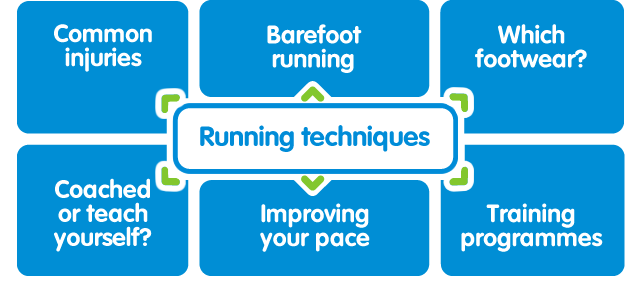 Common
injuries
Barefoot
running
Which
footwear?
Running techniques
Coached
or teach
yourself?
Improving
your pace
Training
programmes